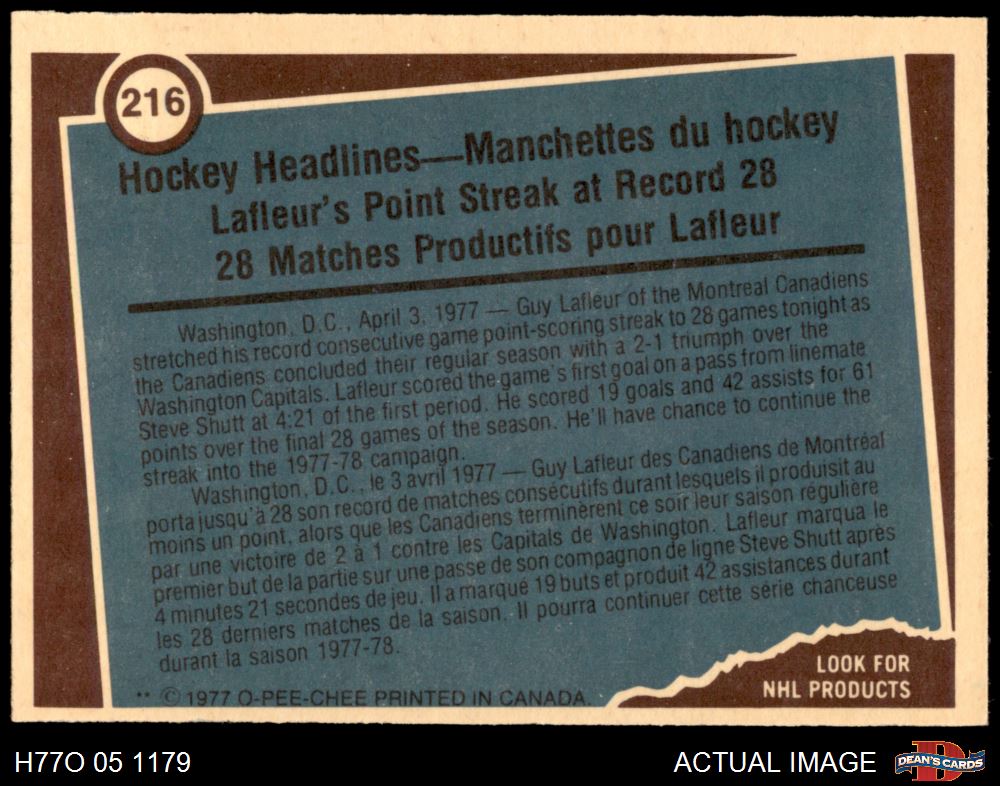 216
Hockey Headlines—Manchettes du hockey
Lafleur's Point Streak at Record 28
28 Matches Productifs pour Lafleur
Washington, D.C., April 3, 1977 — Guy Lafleur of the Montreal Canadiens
stretched his record consecutive game point-scoring streak to 28 games tonight as
the Canadiens concluded their regular season with a 2-1 triumph over the
Washington Capitals. Lafleur scored the game's first goal on a pass from linemate
Steve Shutt at 4:21 of the first period. He scored 19 goals and 42 assists for 61
points over the final 28 games of the season. He'll have chance to continue the
streak into the 1977-78 campaign.
Washington, D.C., le 3 avril 1977 — Guy Lafleur des Canadiens de Montréal
porta jusqu'à 28 son record de matches consécutifs durant lesquels il produisit au
moins un point, alors que les Canadiens terminèrent ce soir leur saison régulière
par une victoire de 2 à 1 contre les Capitals de Washington. Lafleur marqua le
premier but de la partie sur une passe de son compagnon de ligne Steve Shutt après
4 minutes 21 secondes de jeu. Il a marqué 19 buts et produit 42 assistances durant
les 28 derniers matches de la saison. Il pourra continuer cette série chanceuse
durant la saison 1977-78.
** © 1977 O-PEE-CHEE PRINTED IN CANADA.
LOOK FOR
NHL PRODUCTS
H77O 05 1179
ACTUAL IMAGE
D
DEAN'S CARDS